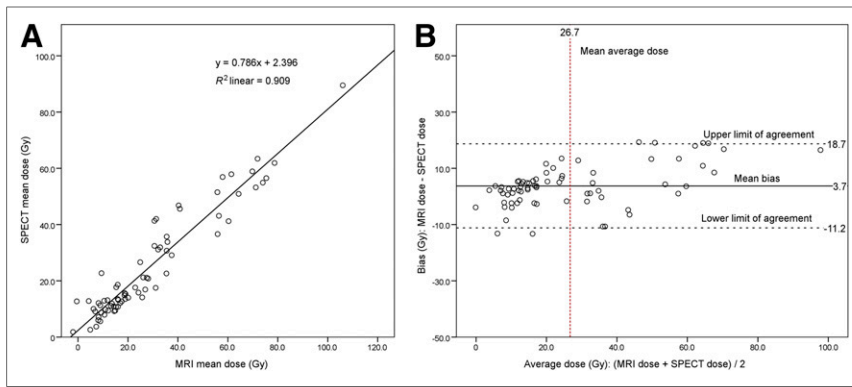 A
y = 0.786x + 2.396
R² linear = 0.909
SPECT mean dose (Gy)
100.0
80.0
60.0
40.0
20.0
0
0 20.0 40.0 60.0 80.0 100.0 120.0
MRI mean dose (Gy)
B
26.7
Mean average dose
Upper limit of agreement
18.7
Mean bias
3.7
Lower limit of agreement
-11.2
Bias (Gy): MRI dose - SPECT dose
50.0
30.0
10.0
-10.0
-30.0
-50.0
0 20.0 40.0 60.0 80.0 100.0
Average dose (Gy): (MRI dose + SPECT dose) / 2